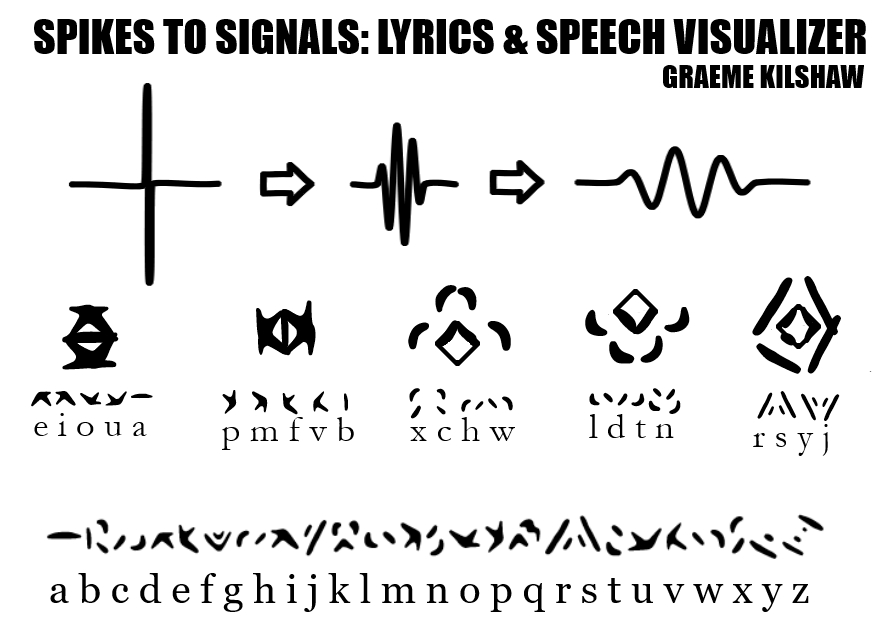 SPIKES TO SIGNALS: LYRICS & SPEECH VISUALIZER
GRAEME KILSHAW
e i o u a
p m f v b
x c h w
l d t n
r s y j
a b c d e f g h i j k l m n o p q r s t u v w x y z